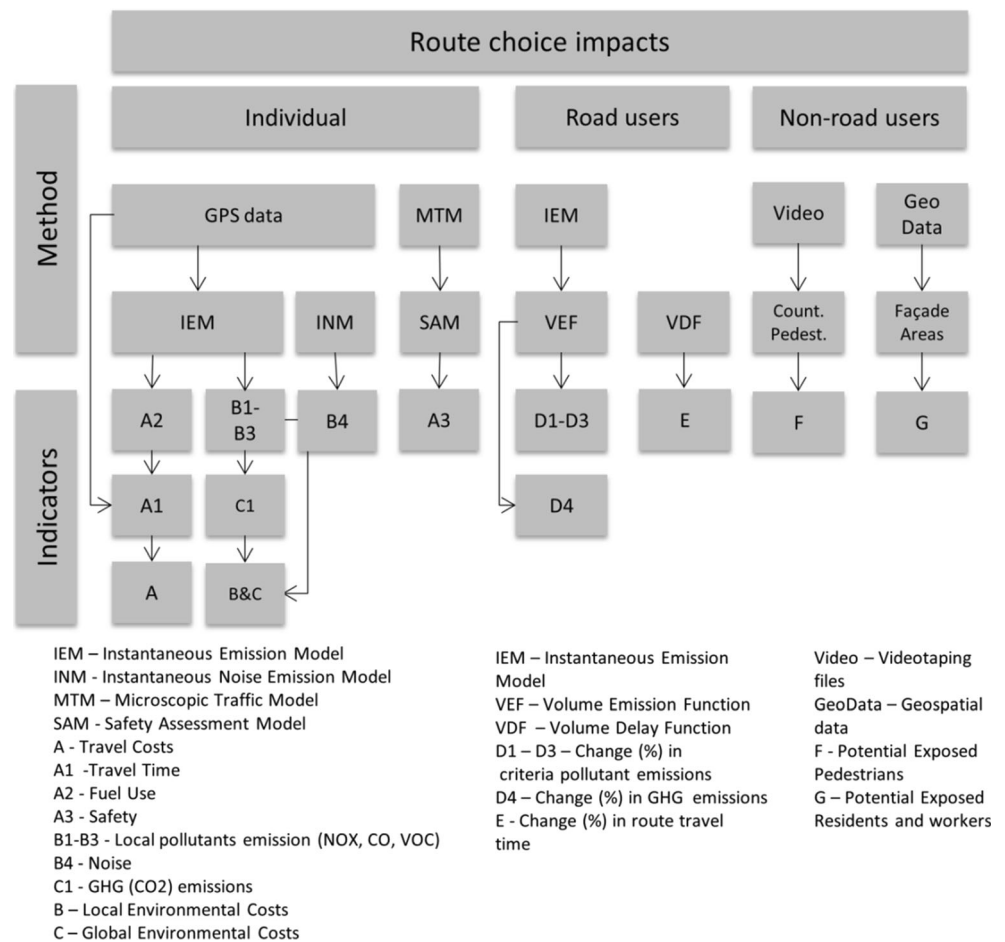 Route choice impacts
Individual
Road users
Non-road users
Method
GPS data
MTM
IEM
Video
Geo
Data
IEM
INM
SAM
VEF
VDF
Count.
Pedest.
Façade
Areas
Indicators
A2
B1-
B3
B4
A3
D1-D3
E
F
G
A1
C1
D4
A
B&C
IEM – Instantaneous Emission Model
INM - Instantaneous Noise Emission Model
MTM – Microscopic Traffic Model
SAM - Safety Assessment Model
A - Travel Costs
A1 -Travel Time
A2 - Fuel Use
A3 - Safety
B1-B3 - Local pollutants emission (NOX, CO, VOC)
B4 - Noise
C1 - GHG (CO2) emissions
B – Local Environmental Costs
C – Global Environmental Costs
IEM – Instantaneous Emission
Model
VEF – Volume Emission Function
VDF – Volume Delay Function
D1 – D3 – Change (%) in
criteria pollutant emissions
D4 – Change (%) in GHG emissions
E - Change (%) in route travel
time
Video – Videotaping
files
GeoData – Geospatial
data
F - Potential Exposed
Pedestrians
G – Potential Exposed
Residents and workers